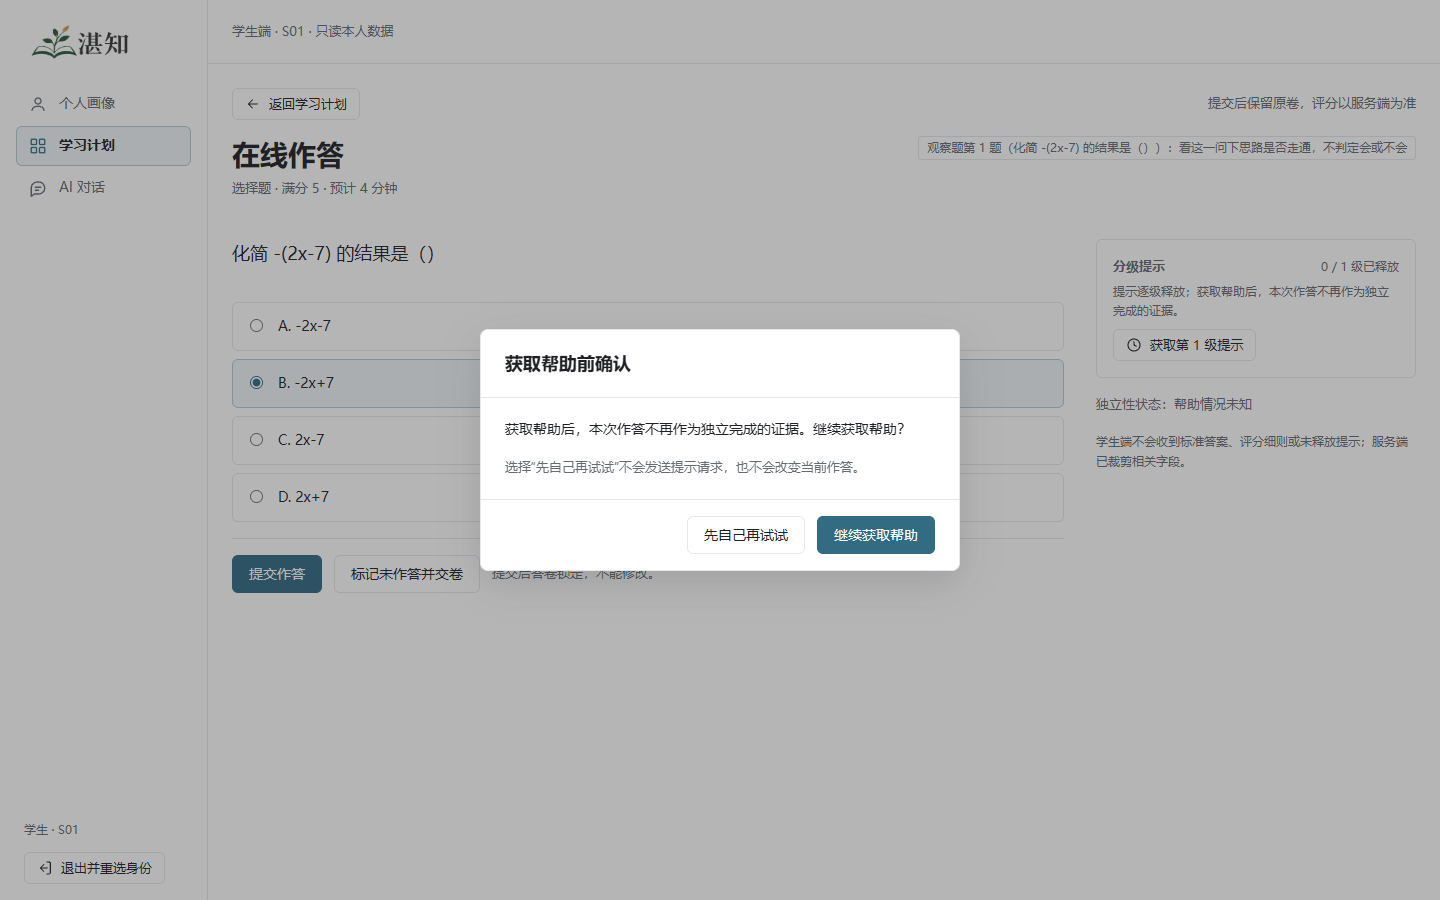 湛知
个人画像
学习计划
AI 对话
学生 · S01
退出并重选身份
学生端 · S01 · 只读本人数据
返回学习计划
提交后保留原卷，评分以服务端为准
在线作答
观察题第 1 题（化简 -(2x-7) 的结果是（））：看这一问下思路是否走通，不判定会或不会
选择题 · 满分 5 · 预计 4 分钟
化简 -(2x-7) 的结果是（）
A. -2x-7
B. -2x+7
C. 2x-7
D. 2x+7
提交作答
标记未作答并交卷
提交后答卷锁定，不能修改。
分级提示
0 / 1 级已释放
提示逐级释放；获取帮助后，本次作答不再作为独立
完成的证据。
获取第 1 级提示
独立性状态：帮助情况未知
学生端不会收到标准答案、评分细则或未释放提示；服务端
已裁剪相关字段。
获取帮助前确认
获取帮助后，本次作答不再作为独立完成的证据。继续获取帮助？
选择“先自己再试试”不会发送提示请求，也不会改变当前作答。
先自己再试试
继续获取帮助